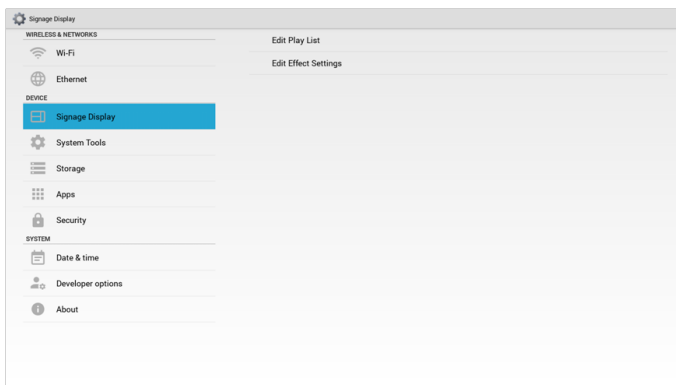 Signage Display
WIRELESS & NETWORKS
Wi-Fi
Ethernet
DEVICE
Signage Display
System Tools
Storage
Apps
Security
SYSTEM
Date & time
Developer options
About
Edit Play List
Edit Effect Settings